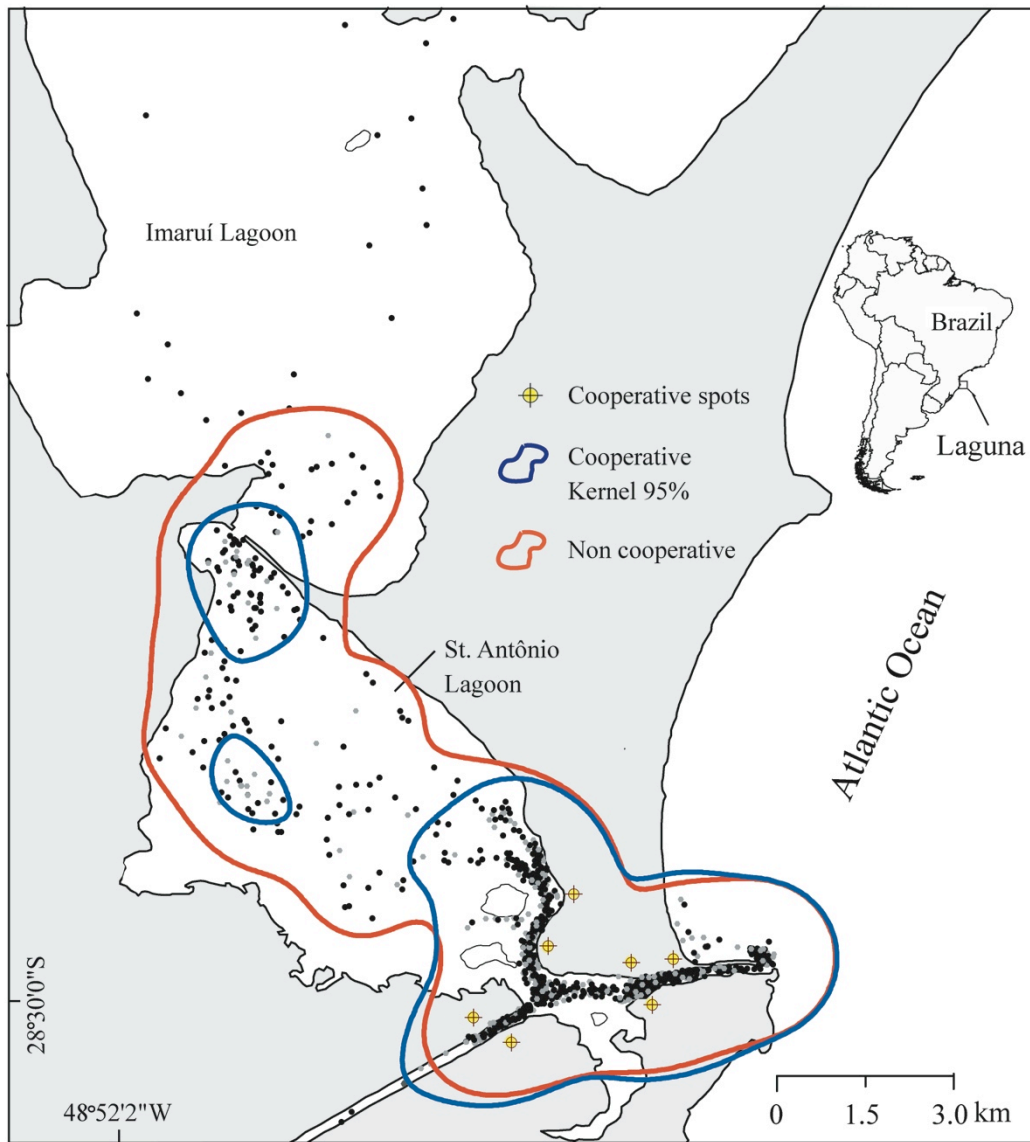 Imaruí Lagoon
Brazil
Laguna
Cooperative spots
Cooperative
Kernel 95%
Non cooperative
St. Antônio
Lagoon
Atlantic Ocean
28°30'0"S
48°52'2"W
0 1.5 3.0 km